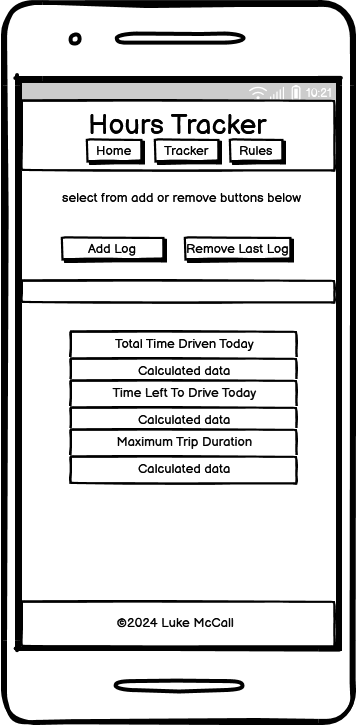 10:21
Hours Tracker
Home Tracker Rules
select from add or remove buttons below
Add Log Remove Last Log
Total Time Driven Today
Calculated data
Time Left To Drive Today
Calculated data
Maximum Trip Duration
Calculated data
©2024 Luke McCall